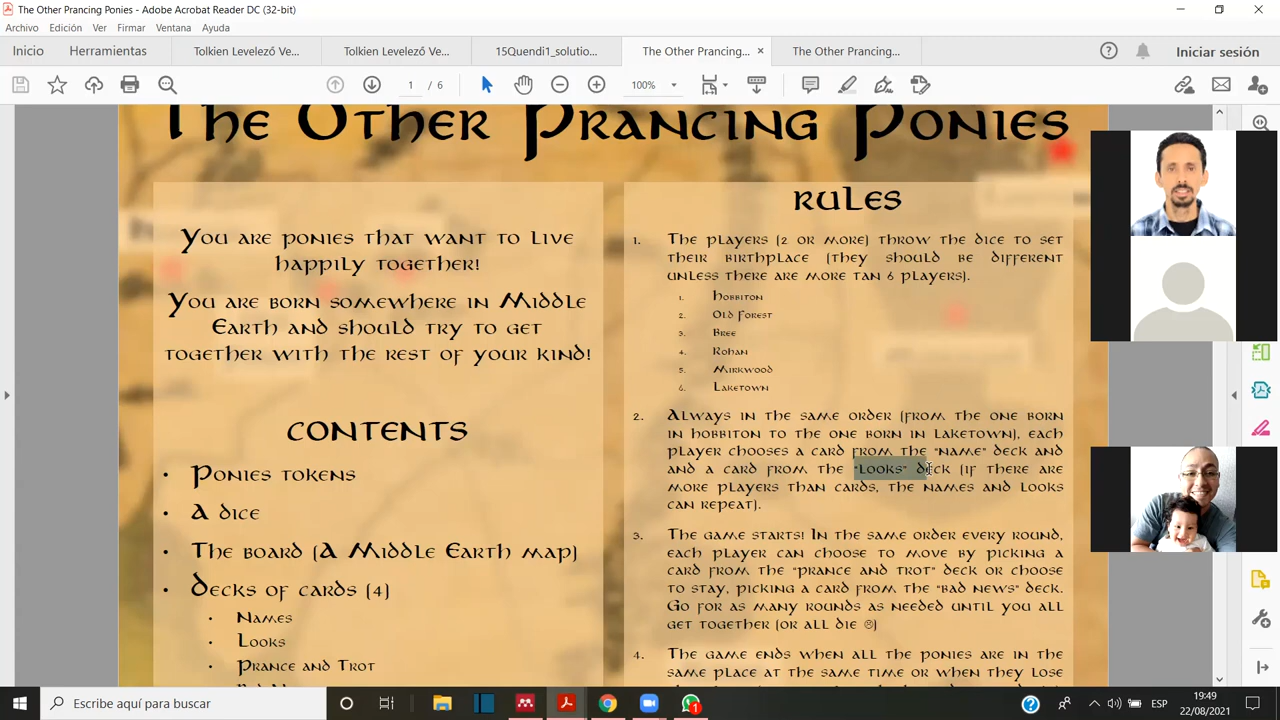 The Other Prancing Ponies - Adobe Acrobat Reader DC (32-bit)
Archivo Edición Ver Firmar Ventana Ayuda
Inicio Herramientas Tolkien Levelező Ve... Tolkien Levelező Ve... 15Quendi1_solutio... The Other Prancing... × The Other Prancing... Iniciar sesión
1 / 6 100%
The Other Prancing Ponies
You are ponies that want to live
happily together!
You are born somewhere in Middle
Earth and should try to get
together with the rest of your kind!
Contents
• Ponies tokens
• A dice
• The board (A Middle Earth map)
• Decks of cards (4)
• Names
• Looks
• Prance and Trot
Rules
1. The players (2 or more) throw the dice to set
their birthplace (they should be different
unless there are more tan 6 players).
1. Hobbiton
2. Old Forest
3. Bree
4. Rohan
5. Mirkwood
6. Laketown
2. Always in the same order (from the one born
in Hobbiton to the one born in Laketown), each
player chooses a card from the "name" deck and
and a card from the "looks" deck (if there are
more players than cards, the names and looks
can repeat).
3. The game starts! In the same order every round,
each player can choose to move by picking a
card from the "prance and trot" deck or choose
to stay, picking a card from the "bad news" deck.
Go for as many rounds as needed until you all
get together (or all die ☹)
4. The game ends when all the ponies are in the
same place at the same time or when they lose
Escribe aquí para buscar
1
ESP
19:49
22/08/2021